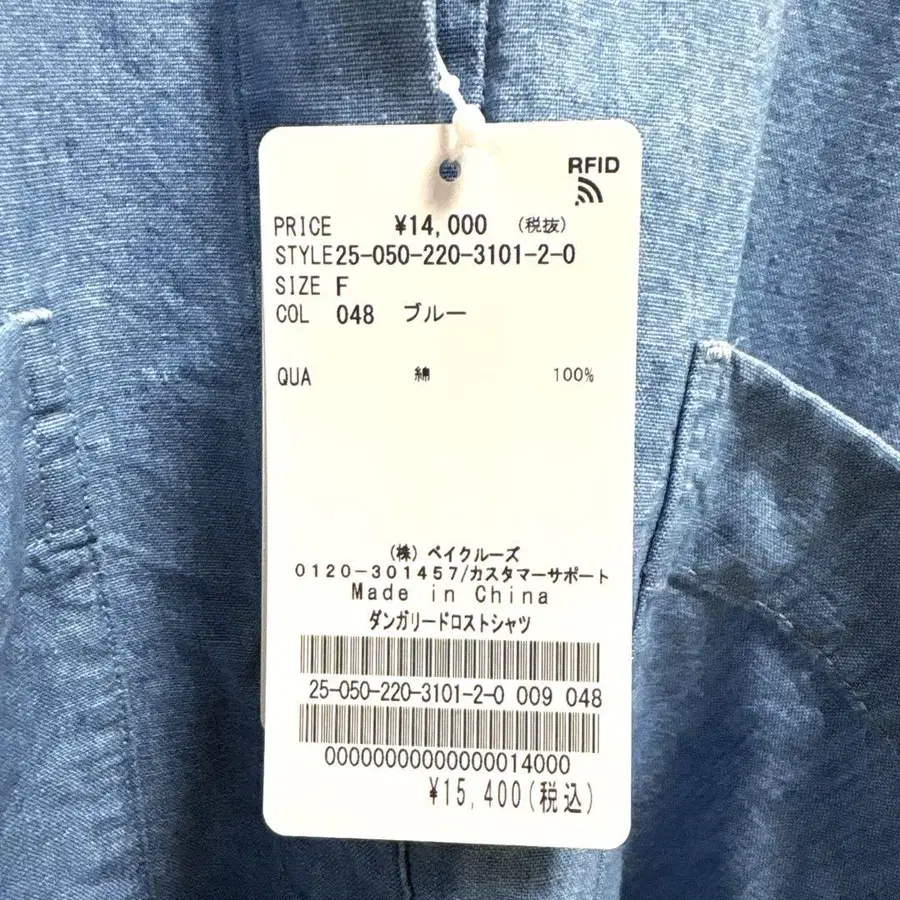 RFID
PRICE ¥14,000 (税抜)
STYLE25-050-220-3101-2-0
SIZE F
COL 048 ブルー
QUA 綿 100%
(株) ベイクルーズ
0120-301457/カスタマーサポート
Made in China
ダンガリードロストシャツ
25-050-220-3101-2-0 009 048
00000000000000014000
¥15,400(税込)